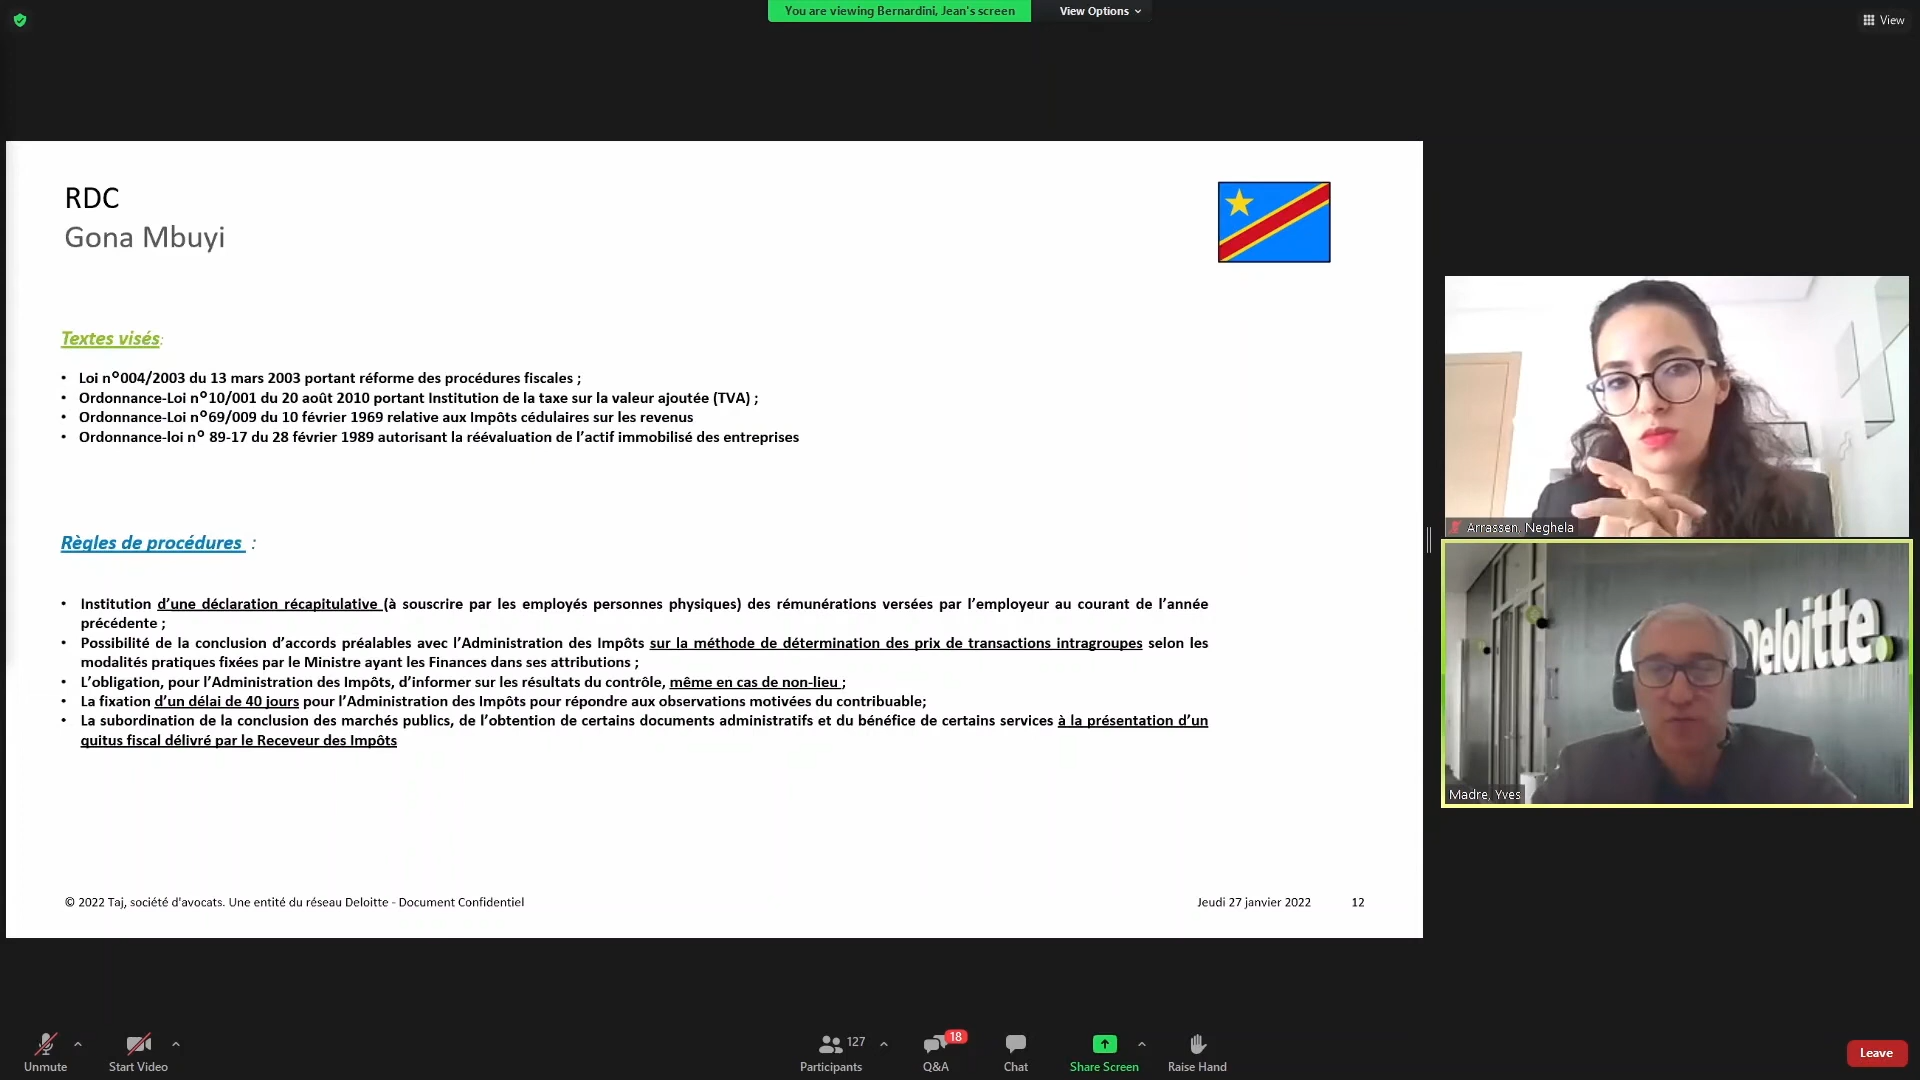 You are viewing Bernardini, Jean's screen
View Options
View
RDC
Gona Mbuyi
Textes visés:
• Loi n°004/2003 du 13 mars 2003 portant réforme des procédures fiscales ;
• Ordonnance-Loi n°10/001 du 20 août 2010 portant Institution de la taxe sur la valeur ajoutée (TVA) ;
• Ordonnance-Loi n°69/009 du 10 février 1969 relative aux Impôts cédulaires sur les revenus
• Ordonnance-loi n° 89-17 du 28 février 1989 autorisant la réévaluation de l’actif immobilisé des entreprises
Règles de procédures :
• Institution d’une déclaration récapitulative (à souscrire par les employés personnes physiques) des rémunérations versées par l’employeur au courant de l’année
précédente ;
• Possibilité de la conclusion d’accords préalables avec l’Administration des Impôts sur la méthode de détermination des prix de transactions intragroupes selon les
modalités pratiques fixées par le Ministre ayant les Finances dans ses attributions ;
• L’obligation, pour l’Administration des Impôts, d’informer sur les résultats du contrôle, même en cas de non-lieu ;
• La fixation d’un délai de 40 jours pour l’Administration des Impôts pour répondre aux observations motivées du contribuable;
• La subordination de la conclusion des marchés publics, de l’obtention de certains documents administratifs et du bénéfice de certains services à la présentation d’un
quitus fiscal délivré par le Receveur des Impôts
© 2022 Taj, société d'avocats. Une entité du réseau Deloitte - Document Confidentiel
Jeudi 27 janvier 2022
12
Arrassen, Neghela
Deloitte.
Madre, Yves
Unmute
Start Video
127
Participants
18
Q&A
Chat
Share Screen
Raise Hand
Leave